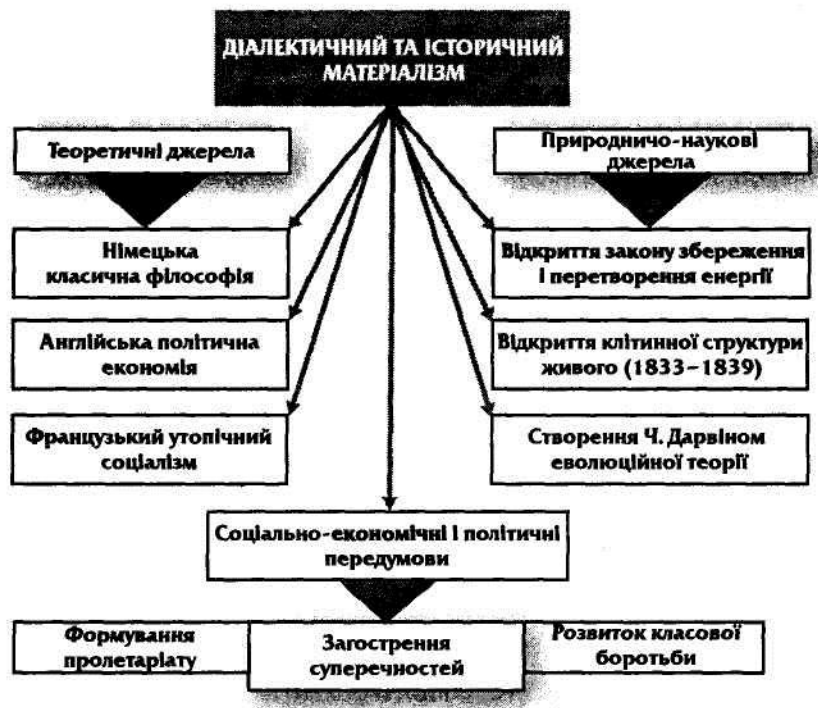 ДІАЛЕКТИЧНИЙ ТА ІСТОРИЧНИЙ
МАТЕРІАЛІЗМ
Теоретичні джерела
Природничо-наукові
джерела
Німецька
класична філософія
Відкриття закону збереження
і перетворення енергії
Англійська політична
економія
Відкриття клітинної структури
живого (1833–1839)
Французький утопічний
соціалізм
Створення Ч. Дарвіном
еволюційної теорії
Соціально-економічні і політичні
передумови
Формування
пролетаріату
Загострення
суперечностей
Розвиток класової
боротьби